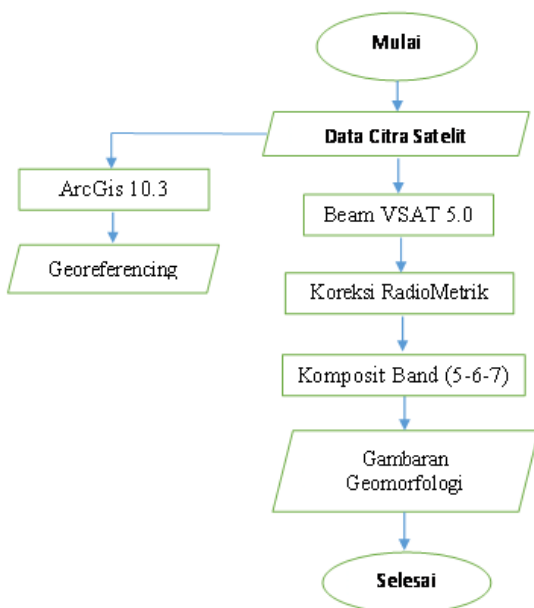 Mulai
Data Citra Satelit
ArcGis 10.3
Georeferencing
Beam VSAT 5.0
Koreksi RadioMetrik
Komposit Band (5-6-7)
Gambaran
Geomorfologi
Selesai